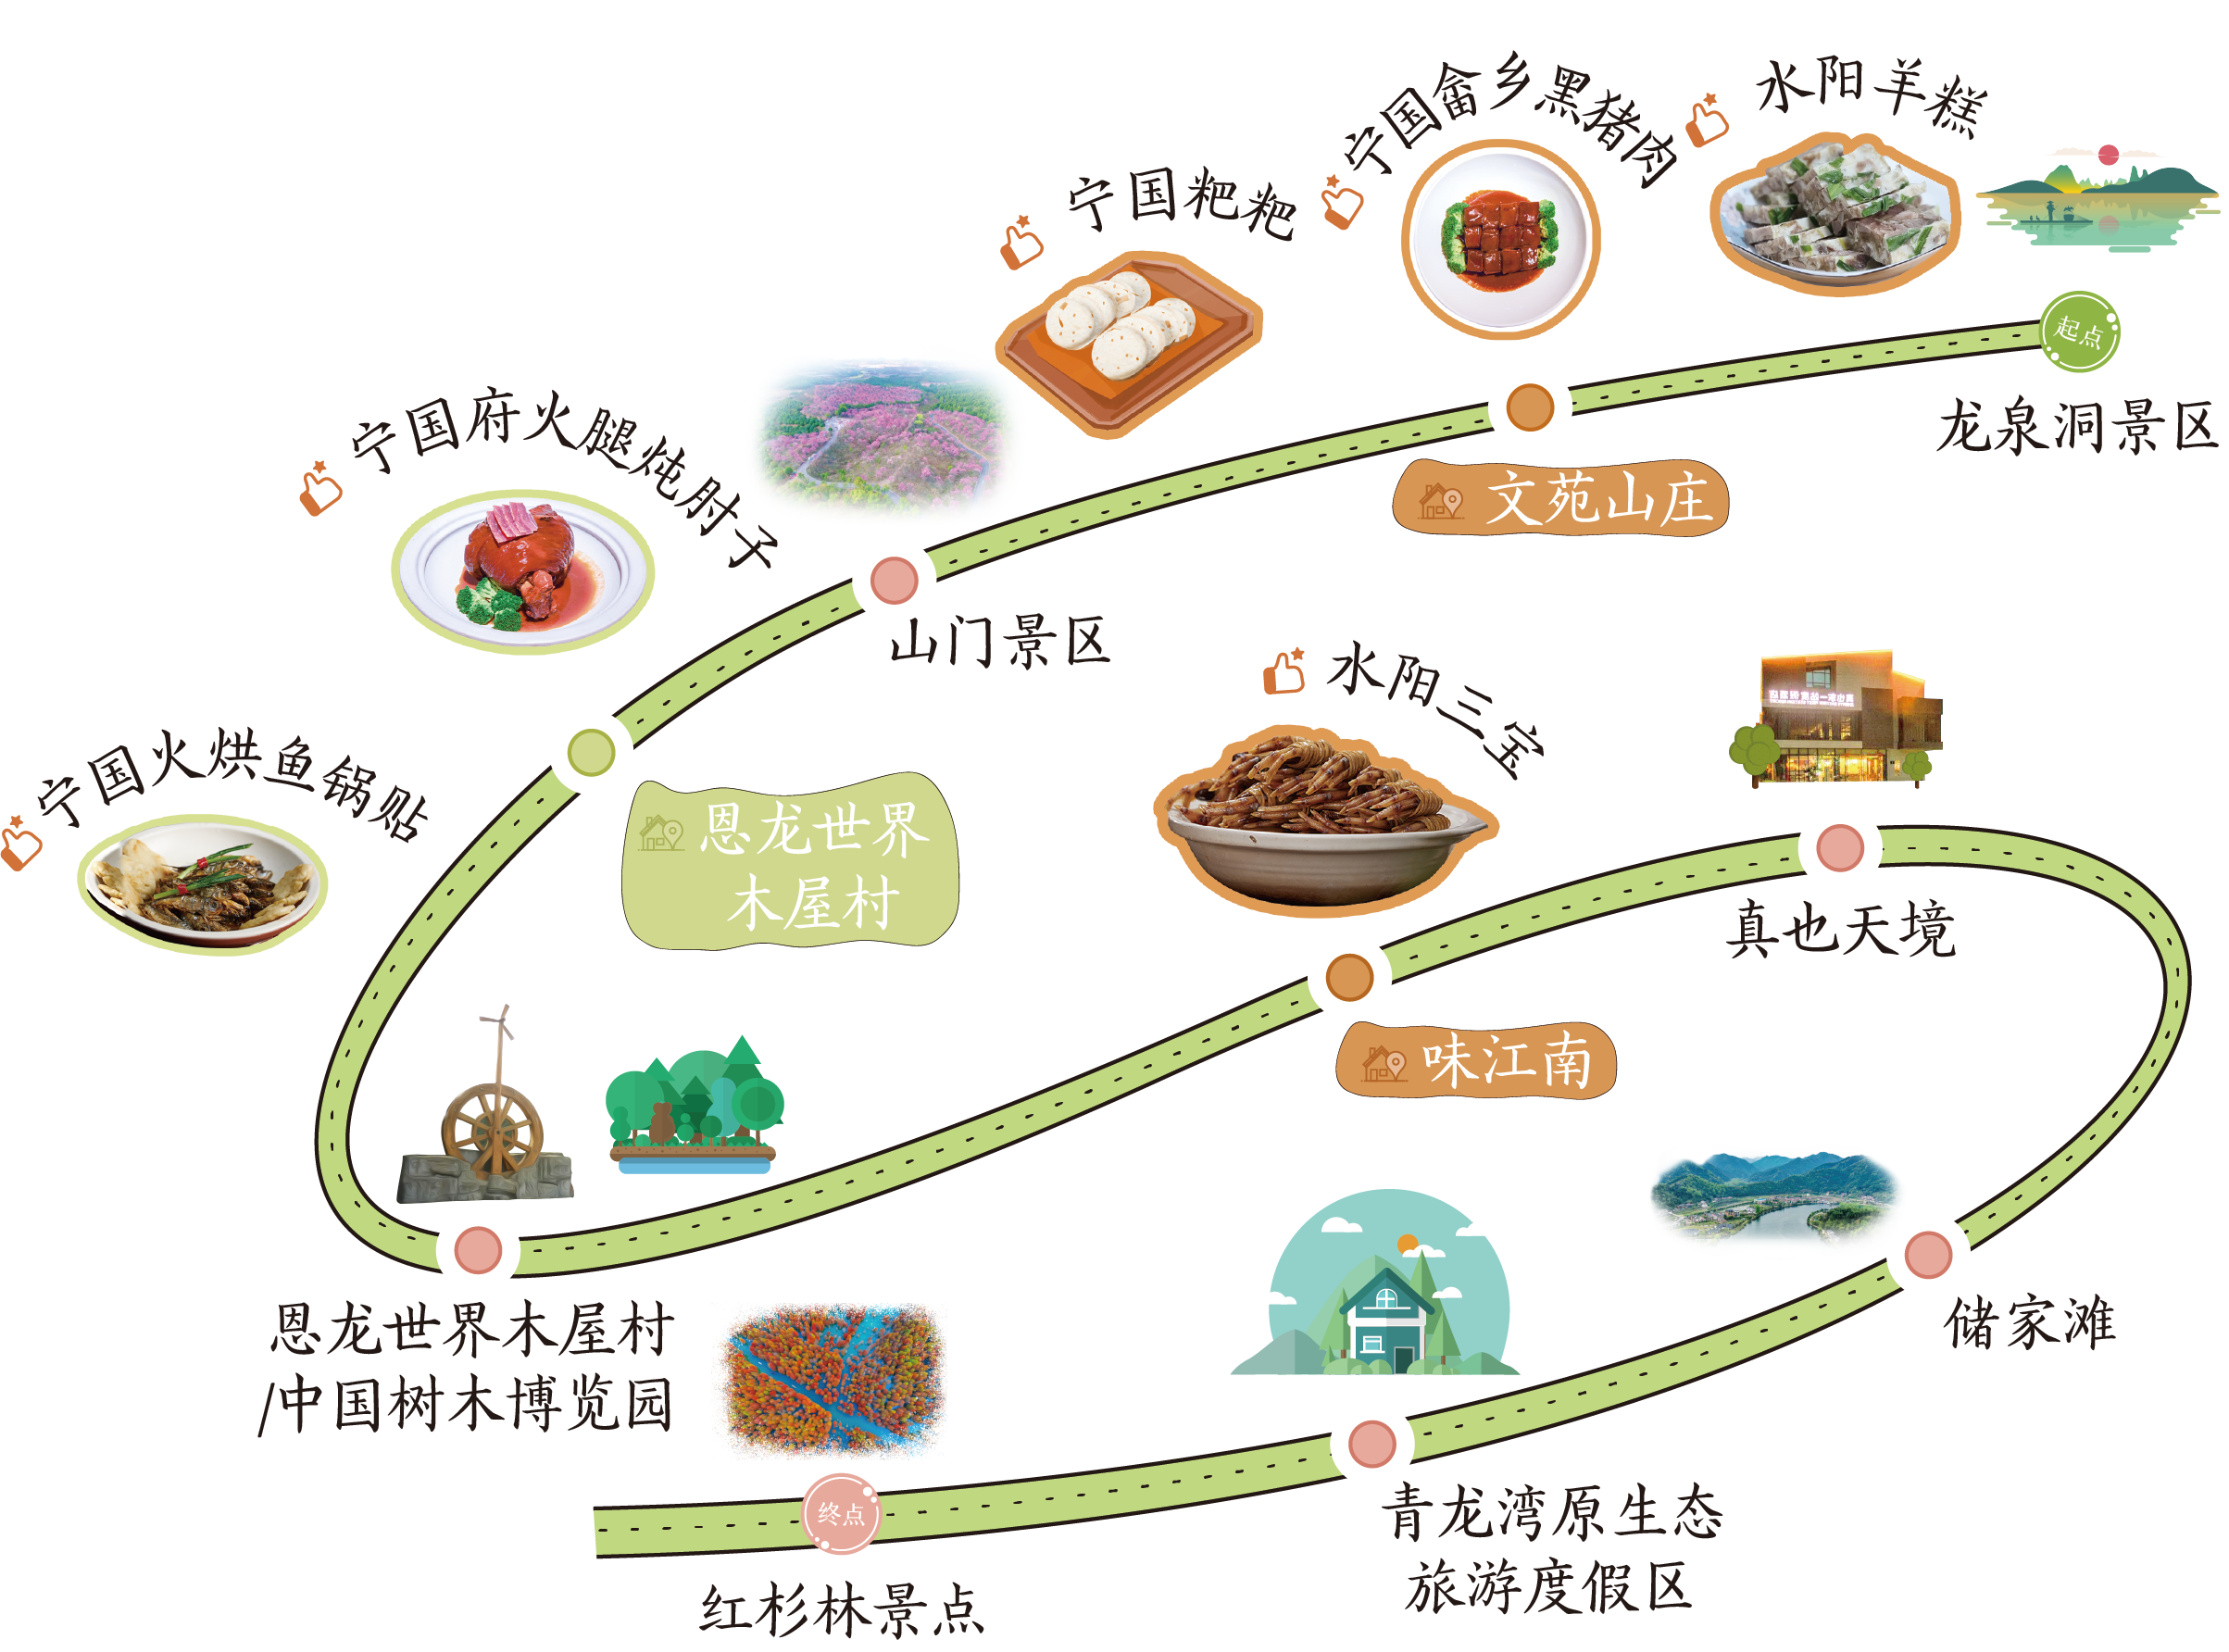 水阳羊糕
宁国畲乡黑猪肉
宁国粑粑
起点
龙泉洞景区
文苑山庄
宁国府火腿炖肘子
山门景区
宁国火烘鱼锅贴
恩龙世界
木屋村
水阳三宝
真也天境
味江南
恩龙世界木屋村
/中国树木博览园
储家滩
青龙湾原生态
旅游度假区
终点
红杉林景点